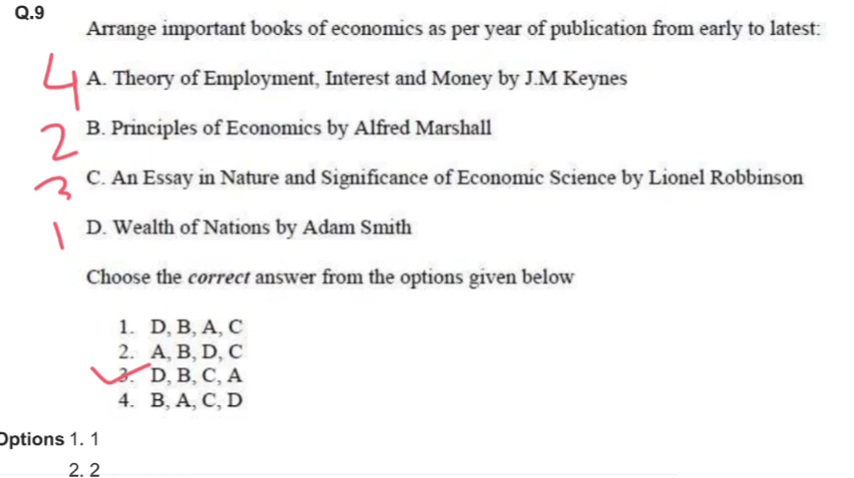 Q.9
Arrange important books of economics as per year of publication from early to latest:
4 A. Theory of Employment, Interest and Money by J.M Keynes
2 B. Principles of Economics by Alfred Marshall
3 C. An Essay in Nature and Significance of Economic Science by Lionel Robbinson
1 D. Wealth of Nations by Adam Smith
Choose the correct answer from the options given below
1. D, B, A, C
2. A, B, D, C
3. D, B, C, A
4. B, A, C, D
Options 1. 1
2. 2